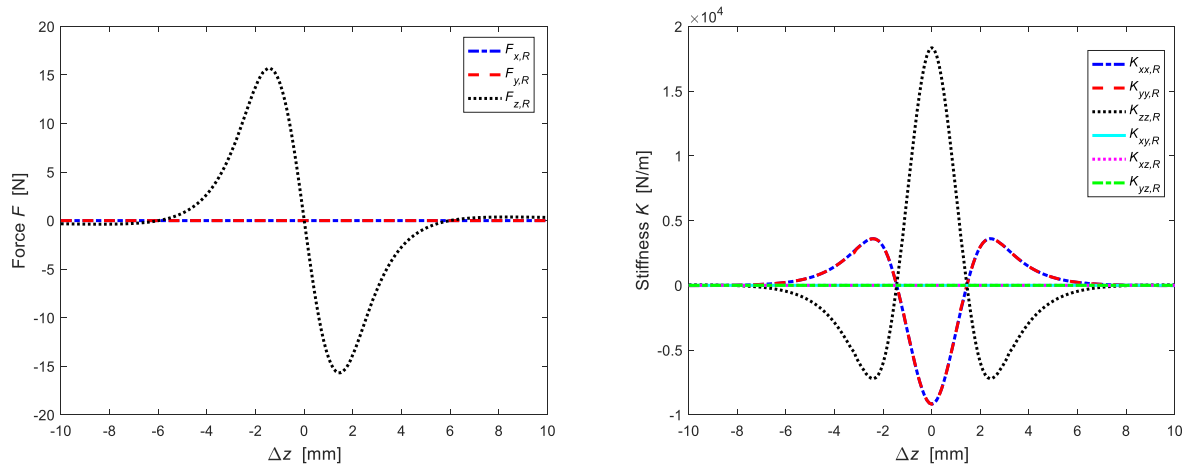 20
15
10
5
0
-5
-10
-15
-20
Force F [N]
-10 -8 -6 -4 -2 0 2 4 6 8 10
Δz [mm]
F_{x,R}
F_{y,R}
F_{z,R}
×10^4
2
1.5
1
0.5
0
-0.5
-1
Stiffness K [N/m]
-10 -8 -6 -4 -2 0 2 4 6 8 10
Δz [mm]
K_{xx,R}
K_{yy,R}
K_{zz,R}
K_{xy,R}
K_{xz,R}
K_{yz,R}